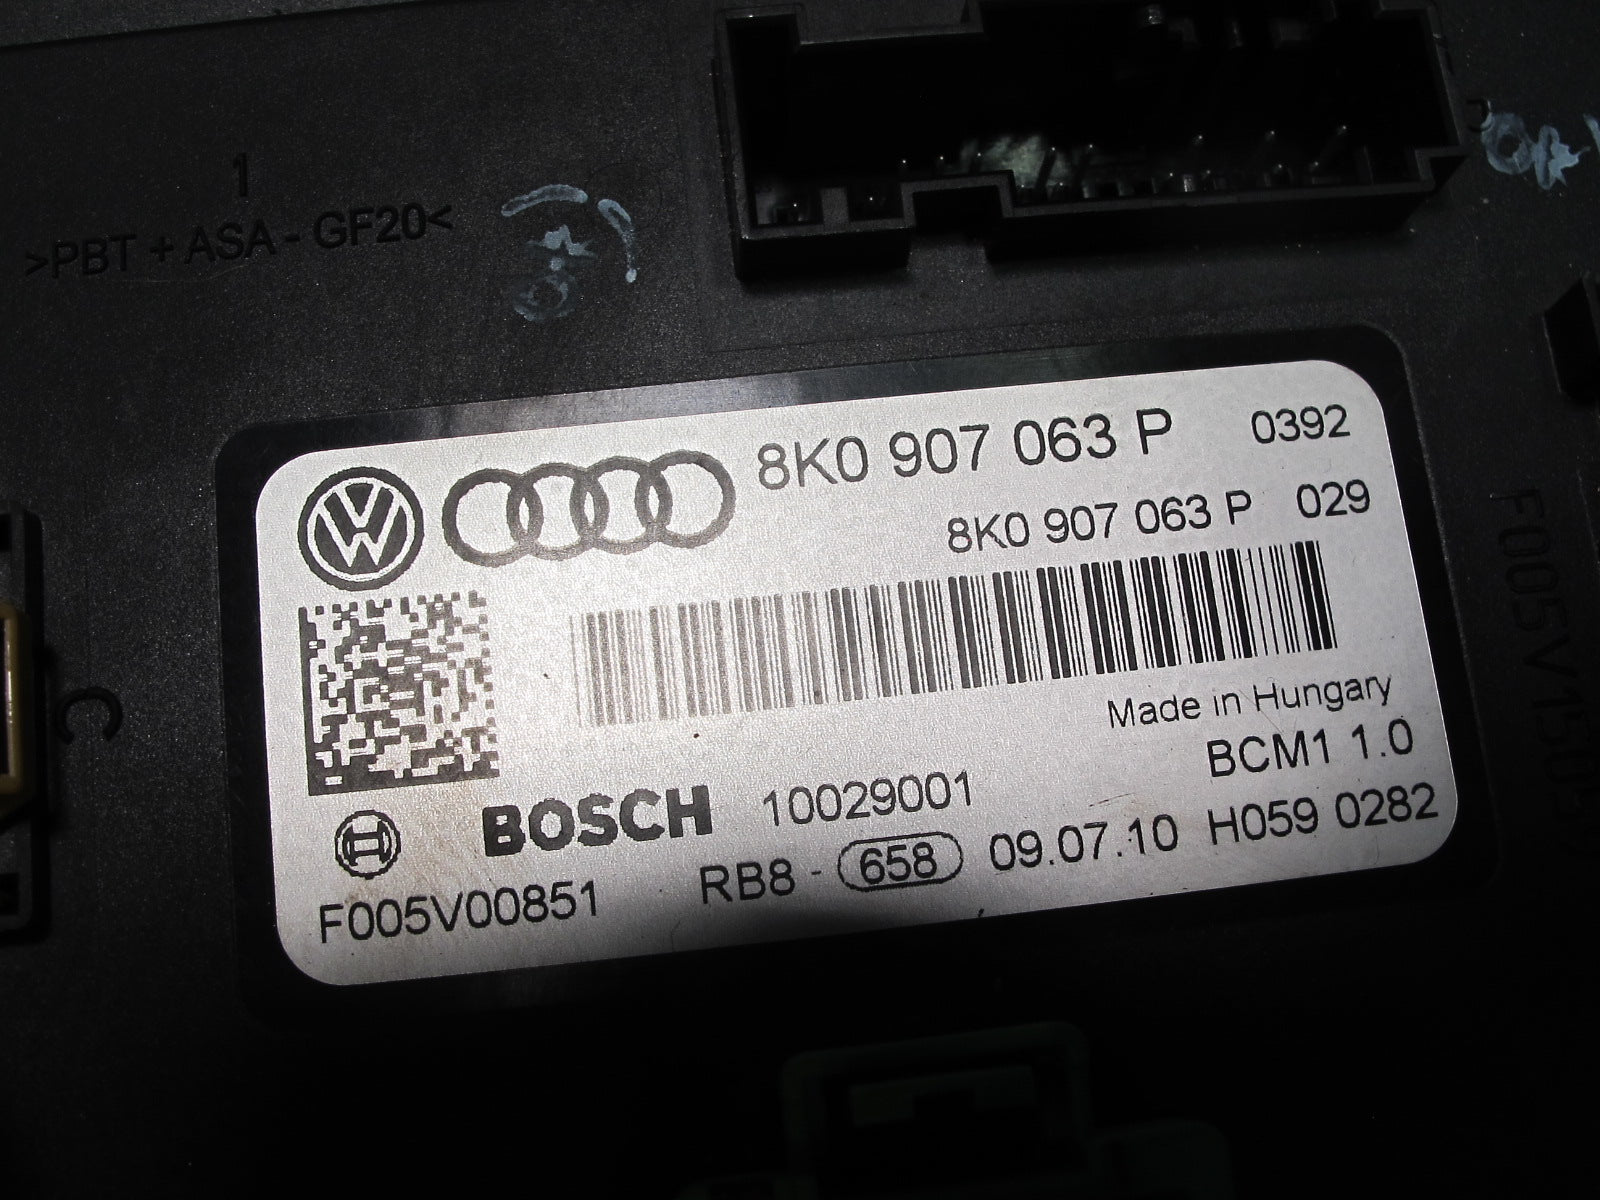 1
>PBT + ASA - GF20<
8K0 907 063 P 0392
8K0 907 063 P 029
Made in Hungary
BCM1 1.0
BOSCH 10029001
F005V00851 RB8 - 658 09.07.10 H059 0282
C